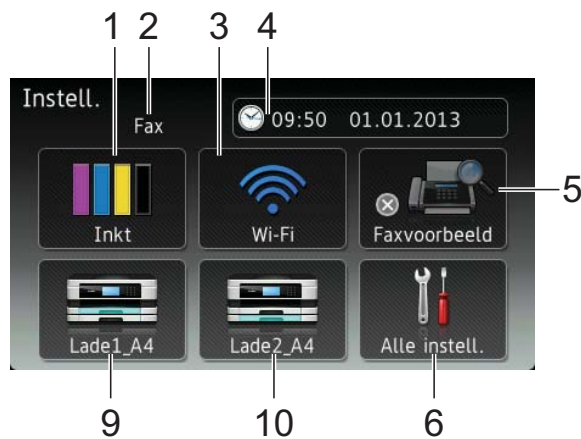 1 2 3 4
Instell.
Fax
09:50 01.01.2013
5
Inkt
Wi-Fi
Faxvoorbeeld
Lade1_A4
Lade2_A4
Alle instell.
9 10 6